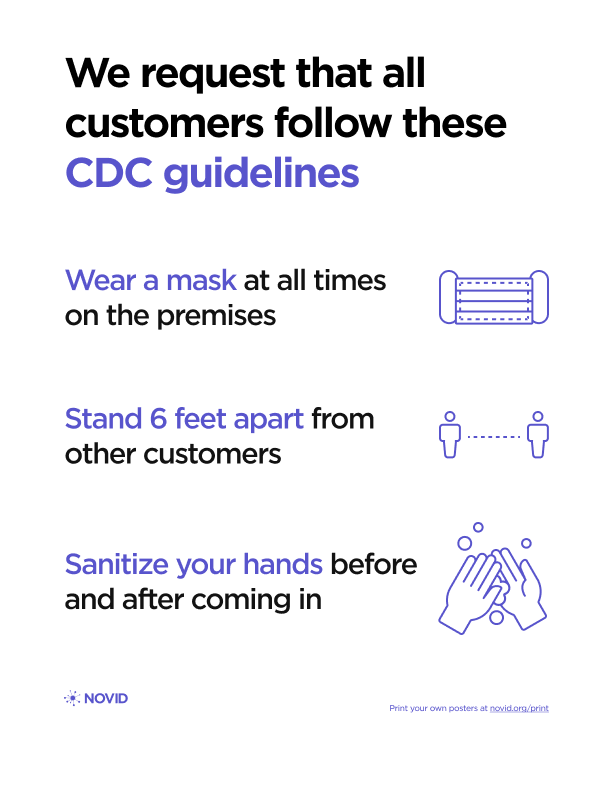 We request that all
customers follow these
CDC guidelines
Wear a mask at all times
on the premises
Stand 6 feet apart from
other customers
Sanitize your hands before
and after coming in
NOVID
Print your own posters at novid.org/print